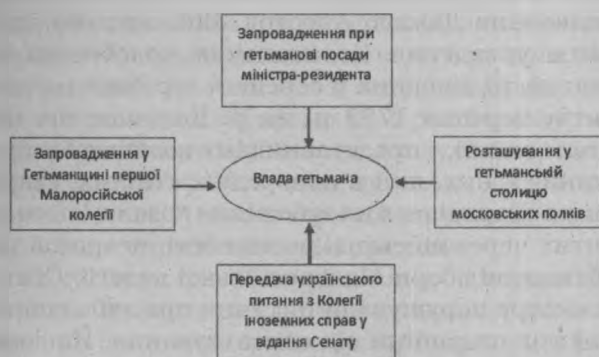 Запровадження при
гетьманові посади
міністра-резидента
Запровадження у
Гетьманщині першої
Малоросійської
колегії
Влада гетьмана
Розташування в
гетьманській
столиці
московських полків
Передача українського
питання з Колегії
іноземних справ у
відання Сенату